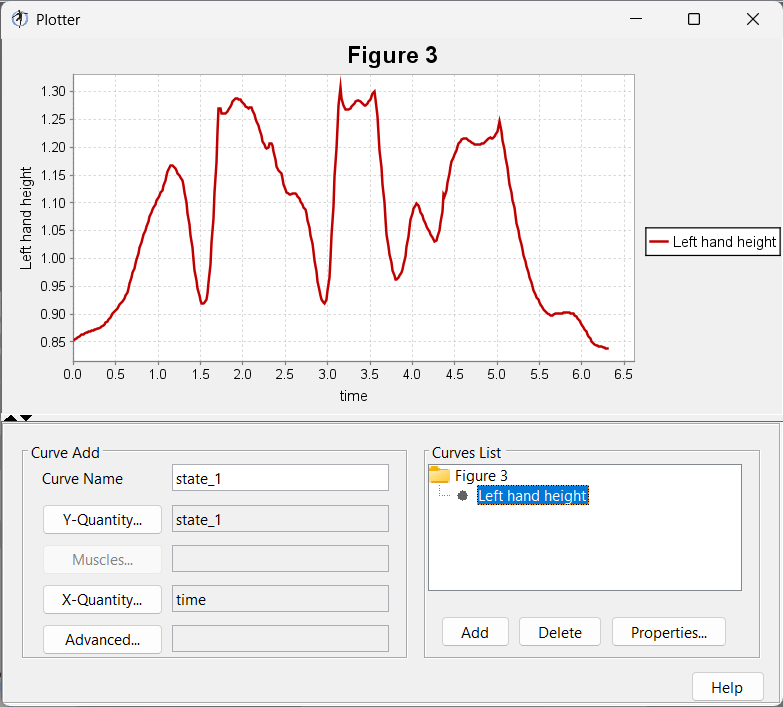 Plotter
Figure 3
1.30
1.25
1.20
1.15
1.10
1.05
1.00
0.95
0.90
0.85
Left hand height
0.0 0.5 1.0 1.5 2.0 2.5 3.0 3.5 4.0 4.5 5.0 5.5 6.0 6.5
time
Left hand height
Curve Add
Curve Name state_1
Y-Quantity... state_1
Muscles...
X-Quantity... time
Advanced...
Curves List
Figure 3
Left hand height
Add Delete Properties...
Help